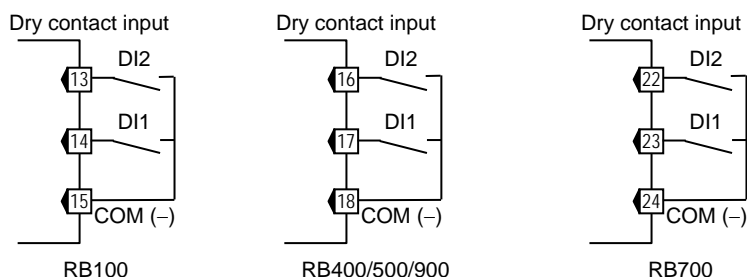 Dry contact input
13
DI2
14
DI1
15
COM (−)
RB100
Dry contact input
16
DI2
17
DI1
18
COM (−)
RB400/500/900
Dry contact input
22
DI2
23
DI1
24
COM (−)
RB700